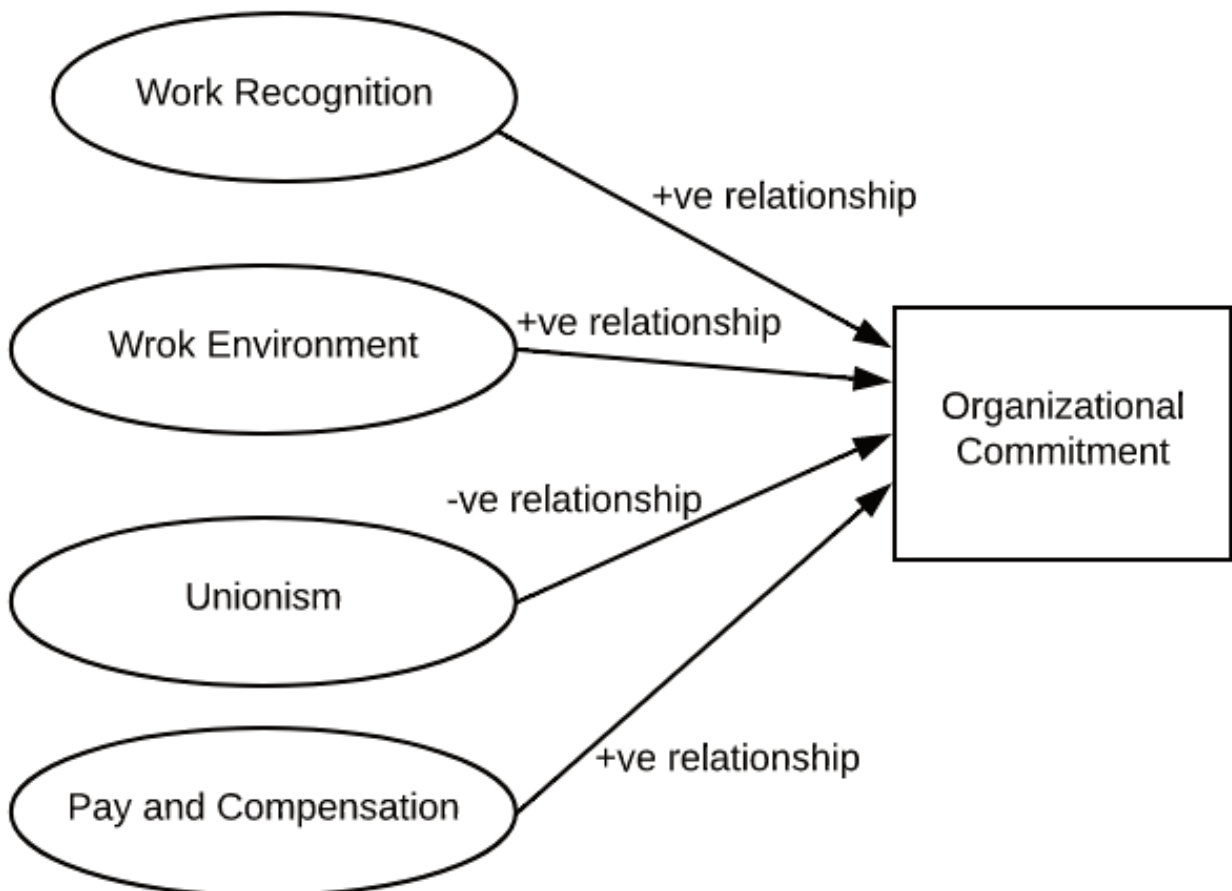 Work Recognition
+ve relationship
Wrok Environment
+ve relationship
Organizational
Commitment
-ve relationship
Unionism
+ve relationship
Pay and Compensation